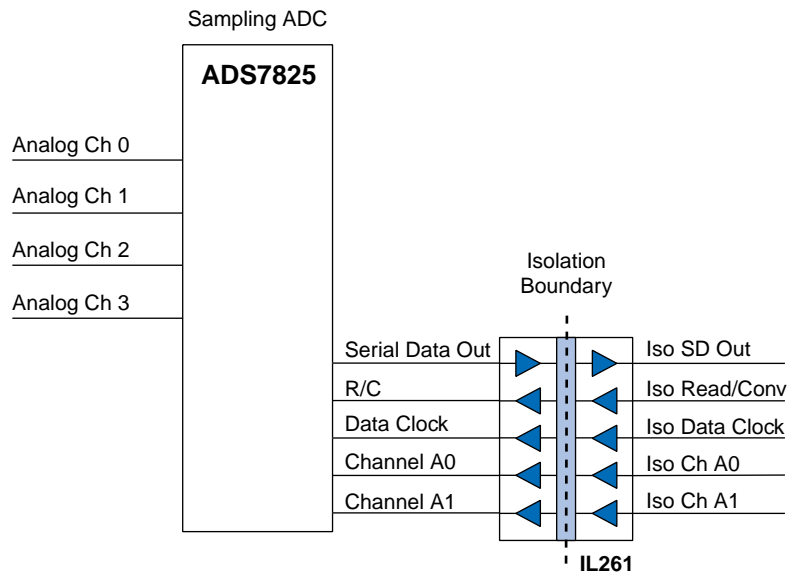 Sampling ADC
ADS7825
Analog Ch 0
Analog Ch 1
Analog Ch 2
Analog Ch 3
Isolation
Boundary
Serial Data Out
Iso SD Out
R/C
Iso Read/Conv
Data Clock
Iso Data Clock
Channel A0
Iso Ch A0
Channel A1
Iso Ch A1
IL261